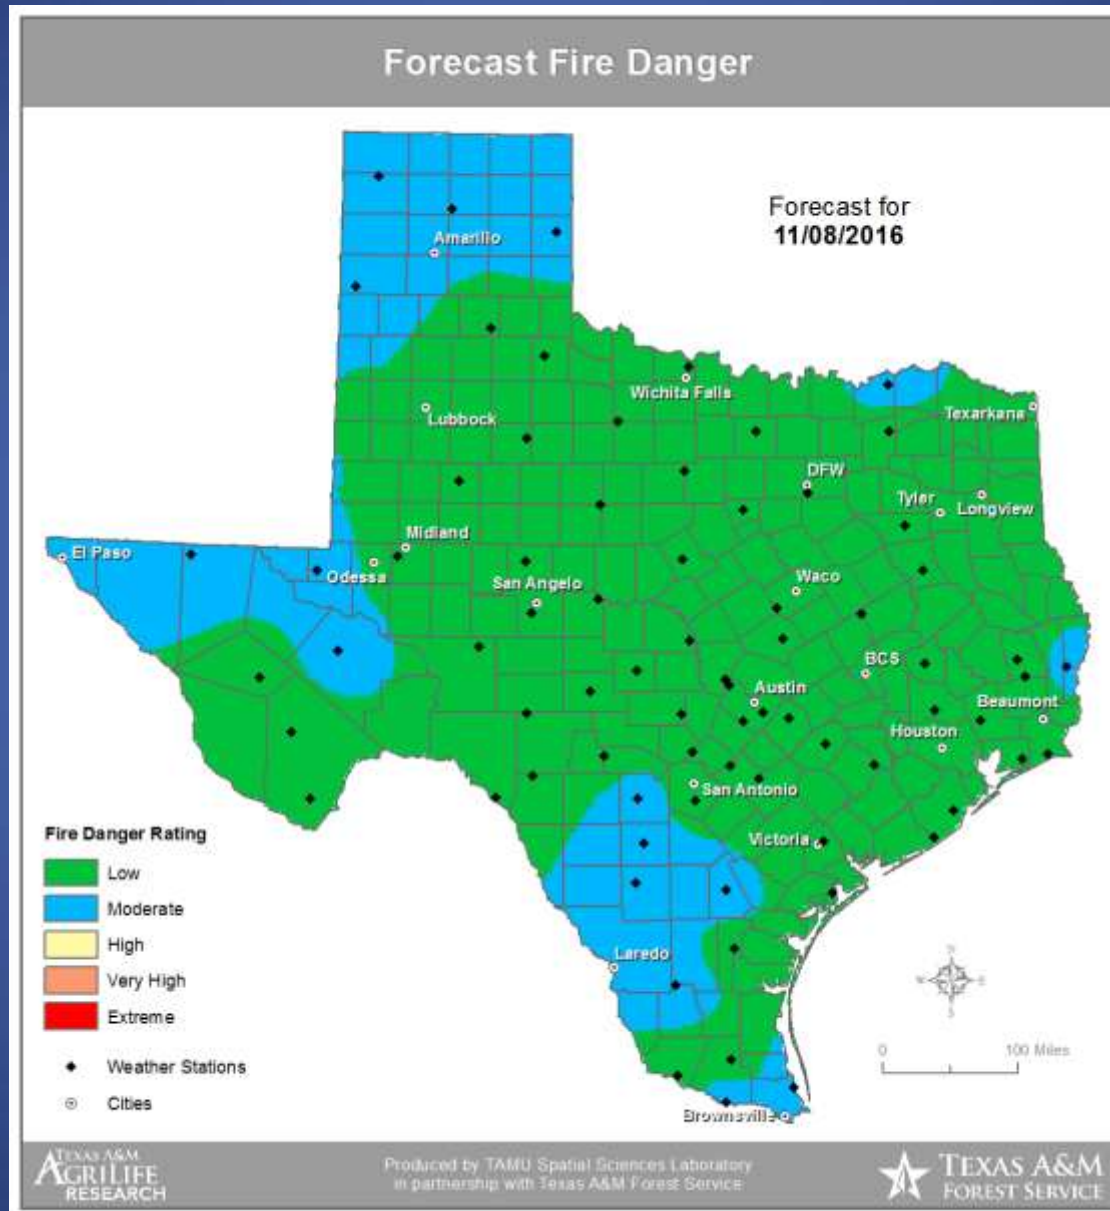 Forecast Fire Danger
Forecast for
11/08/2016
Amarillo
Wichita Falls
Lubbock
Texarkana
DFW
Tyler
Longview
El Paso
Midland
Odessa
San Angelo
Waco
BCS
Austin
Beaumont
Houston
San Antonio
Victoria
Laredo
Brownsville
Fire Danger Rating
Low
Moderate
High
Very High
Extreme
Weather Stations
Cities
N
W
E
S
0 100 Miles
TEXAS A&M
AGRILIFE
RESEARCH
Produced by TAMU Spatial Sciences Laboratory
in partnership with Texas A&M Forest Service
TEXAS A&M
FOREST SERVICE